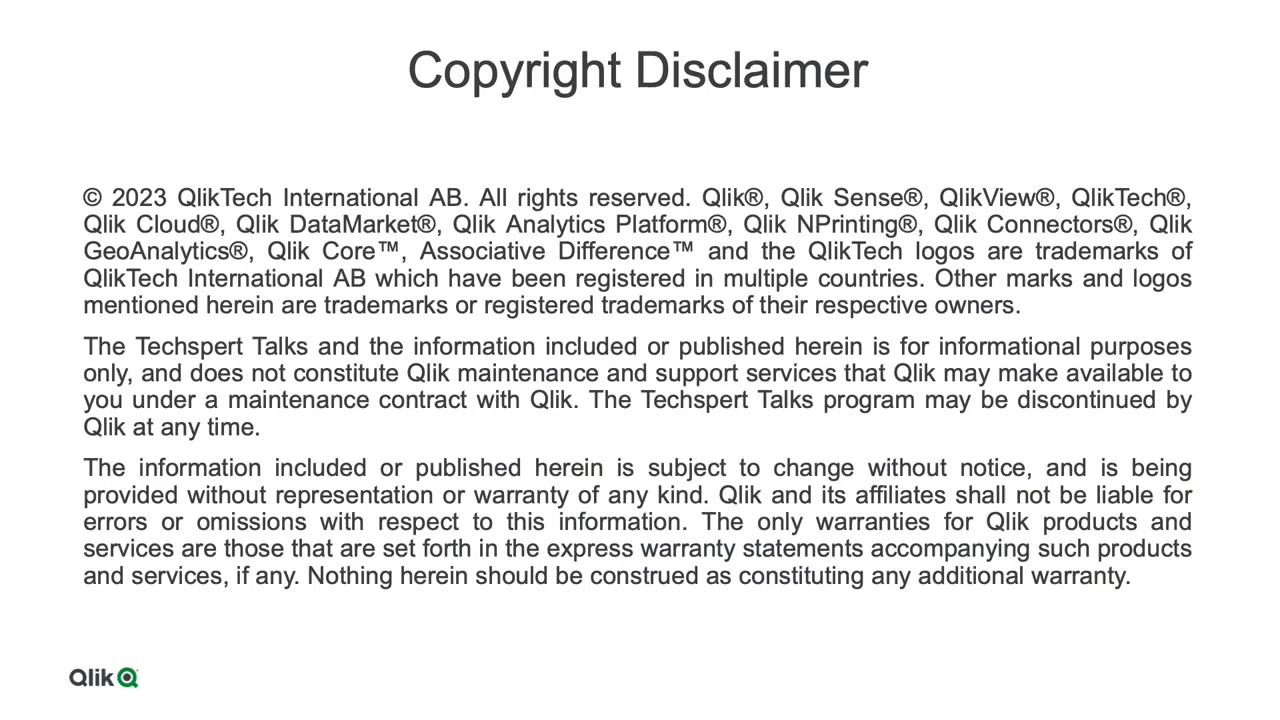 Copyright Disclaimer
© 2023 QlikTech International AB. All rights reserved. Qlik®, Qlik Sense®, QlikView®, QlikTech®,
Qlik Cloud®, Qlik DataMarket®, Qlik Analytics Platform®, Qlik NPrinting®, Qlik Connectors®, Qlik
GeoAnalytics®, Qlik Core™, Associative Difference™ and the QlikTech logos are trademarks of
QlikTech International AB which have been registered in multiple countries. Other marks and logos
mentioned herein are trademarks or registered trademarks of their respective owners.
The Techspert Talks and the information included or published herein is for informational purposes
only, and does not constitute Qlik maintenance and support services that Qlik may make available to
you under a maintenance contract with Qlik. The Techspert Talks program may be discontinued by
Qlik at any time.
The information included or published herein is subject to change without notice, and is being
provided without representation or warranty of any kind. Qlik and its affiliates shall not be liable for
errors or omissions with respect to this information. The only warranties for Qlik products and
services are those that are set forth in the express warranty statements accompanying such products
and services, if any. Nothing herein should be construed as constituting any additional warranty.
Qlik